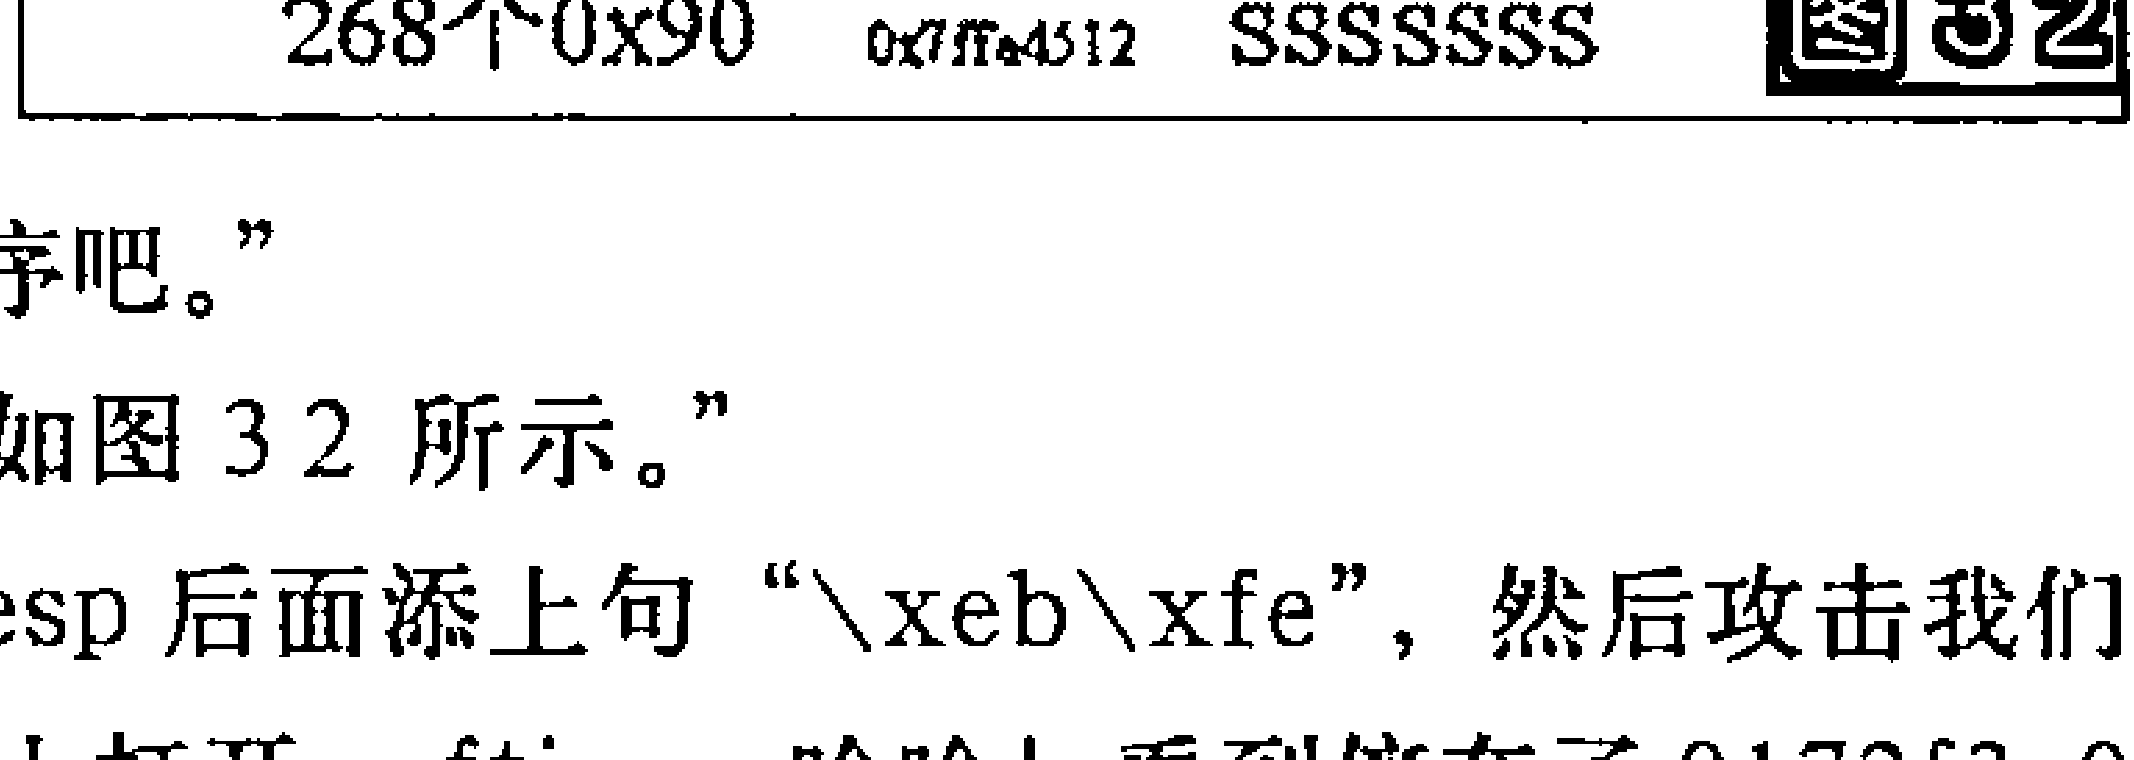 268个0x90 0x7ffa4512 SSSSSSS 图32
序吧。”
如图 3 2 所示。”
esp 后面添上句 “\xeb\xfe”，然后攻击我们